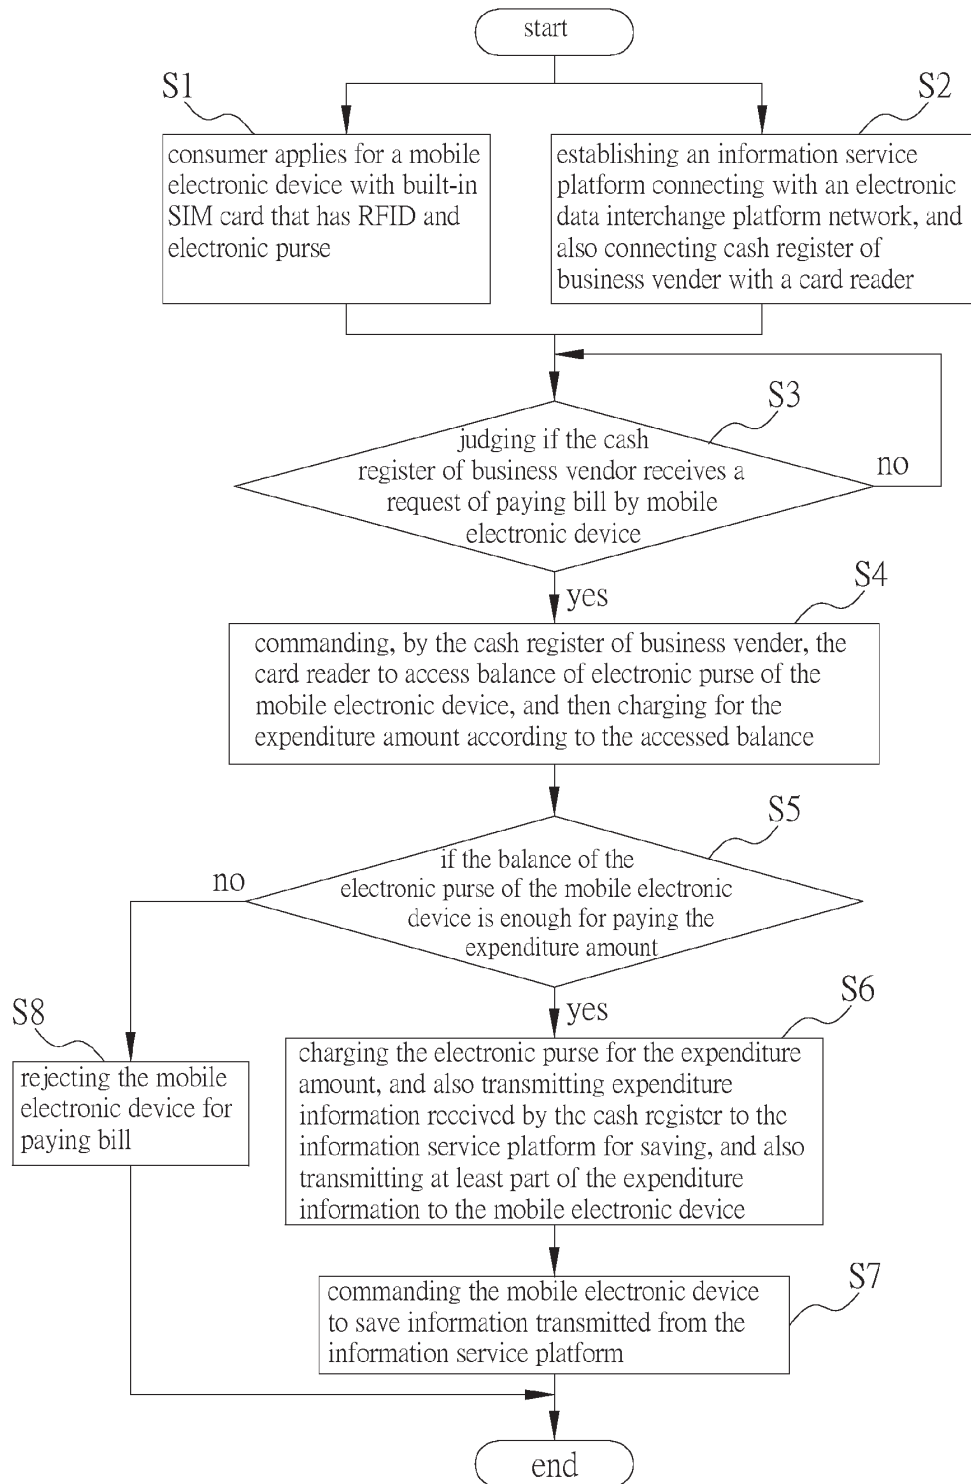 start
S1
S2
consumer applies for a mobile
electronic device with built-in
SIM card that has RFID and
electronic purse
establishing an information service
platform connecting with an electronic
data interchange platform network, and
also connecting cash register of
business vender with a card reader
S3
judging if the cash
register of business vendor receives a
request of paying bill by mobile
electronic device
no
yes
S4
commanding, by the cash register of business vender, the
card reader to access balance of electronic purse of the
mobile electronic device, and then charging for the
expenditure amount according to the accessed balance
S5
if the balance of the
electronic purse of the mobile electronic
device is enough for paying the
expenditure amount
no
yes
S8
rejecting the mobile
electronic device for
paying bill
S6
charging the electronic purse for the expenditure
amount, and also transmitting expenditure
information received by the cash register to the
information service platform for saving, and also
transmitting at least part of the expenditure
information to the mobile electronic device
S7
commanding the mobile electronic device
to save information transmitted from the
information service platform
end